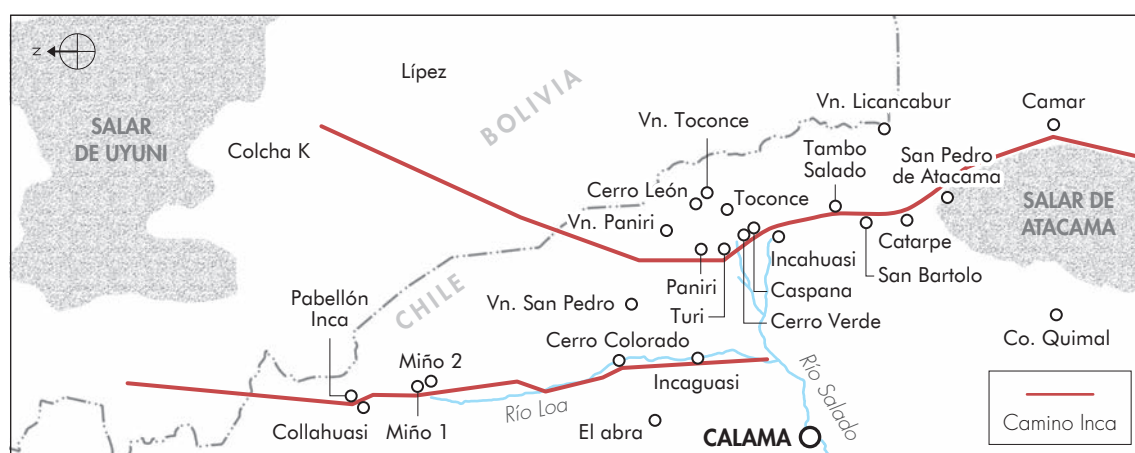 N
SALAR
DE UYUNI
Lípez
BOLIVIA
Colcha K
CHILE
Vn. Licancabur
Camar
Vn. Toconce
Tambo
Salado
San Pedro
de Atacama
Cerro León
Toconce
Vn. Paniri
SALAR DE
ATACAMA
Incahuasi
Catarpe
San Bartolo
Paniri
Caspana
Turi
Cerro Verde
Pabellón
Inca
Vn. San Pedro
Co. Quimal
Miño 2
Cerro Colorado
Incaguasi
Río Salado
Río Loa
Collahuasi
Miño 1
El abra
CALAMA
Camino Inca